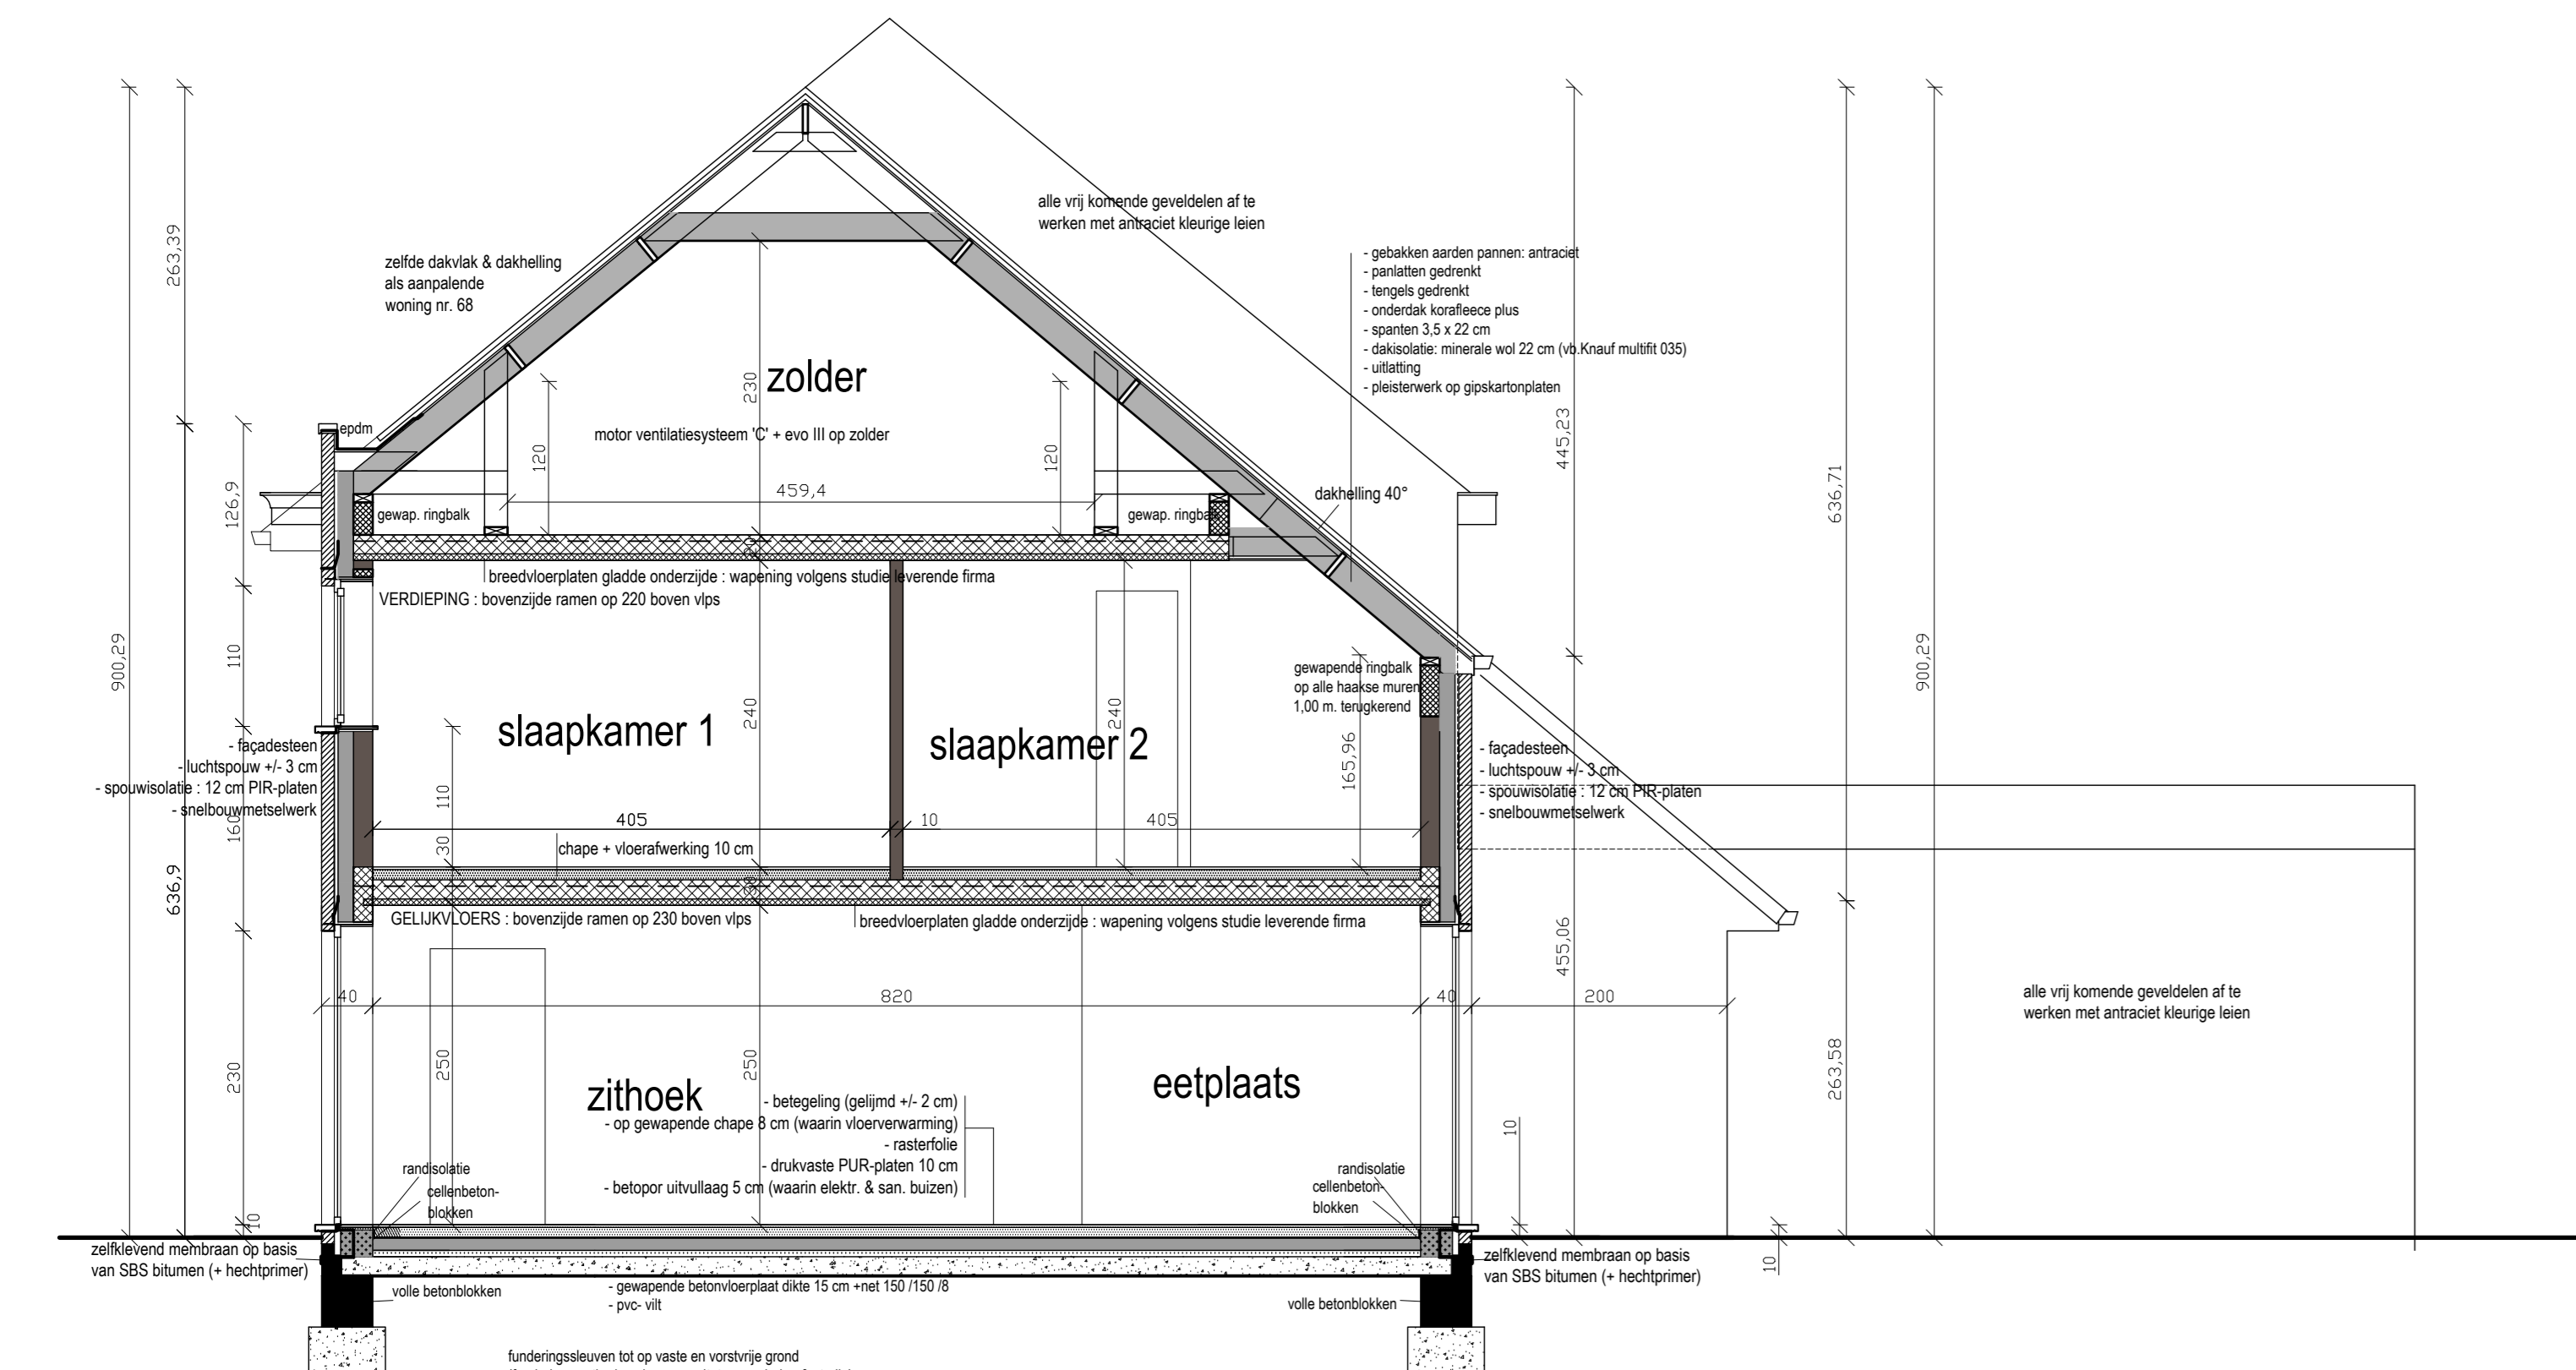 alle vrij komende geveldelen af te
werken met antraciet kleurige leien
zelfde dakvlak & dakhelling
als aanpalende
woning nr. 68
- gebakken aarden pannen: antraciet
- panlatten gedrenkt
- tengels gedrenkt
- onderdak korafleece plus
- spanten 3,5 x 22 cm
- dakisolatie: minerale wol 22 cm (vb.Knauf multifit 035)
- uitlatting
- pleisterwerk op gipskartonplaten
263,39
230
zolder
445,23
636,71
epdm
motor ventilatiesysteem 'C' + evo III op zolder
120
120
126,9
459,4
dakhelling 40°
gewap. ringbalk
gewap. ringbalk
20
breedvloerplaten gladde onderzijde : wapening volgens studie leverende firma
VERDIEPING : bovenzijde ramen op 220 boven vlps
900,29
110
900,29
gewapende ringbalk
op alle haakse muren
1,00 m. terugkerend
240
240
slaapkamer 1
slaapkamer 2
165,96
- façadesteen
- luchtspouw +/- 3 cm
- spouwisolatie : 12 cm PIR-platen
- snelbouwmetselwerk
- façadesteen
- luchtspouw +/- 3 cm
- spouwisolatie : 12 cm PIR-platen
- snelbouwmetselwerk
110
160
405
10
405
30
chape + vloerafwerking 10 cm
636,9
30
GELIJKVLOERS : bovenzijde ramen op 230 boven vlps
breedvloerplaten gladde onderzijde : wapening volgens studie leverende firma
455,06
40
820
40
200
alle vrij komende geveldelen af te
werken met antraciet kleurige leien
230
250
250
263,58
zithoek
eetplaats
- betegeling (gelijmd +/- 2 cm)
- op gewapende chape 8 cm (waarin vloerverwarming)
- rasterfolie
- drukvaste PUR-platen 10 cm
- betopor uitvullaag 5 cm (waarin elektr. & san. buizen)
10
randisolatie
cellenbeton-
blokken
randisolatie
cellenbeton-
blokken
10
10
zelfklevend membraan op basis
van SBS bitumen (+ hechtprimer)
zelfklevend membraan op basis
van SBS bitumen (+ hechtprimer)
volle betonblokken
- gewapende betonvloerplaat dikte 15 cm +net 150 /150 /8
- pvc- vilt
volle betonblokken
funderingssleuven tot op vaste en vorstvrije grond